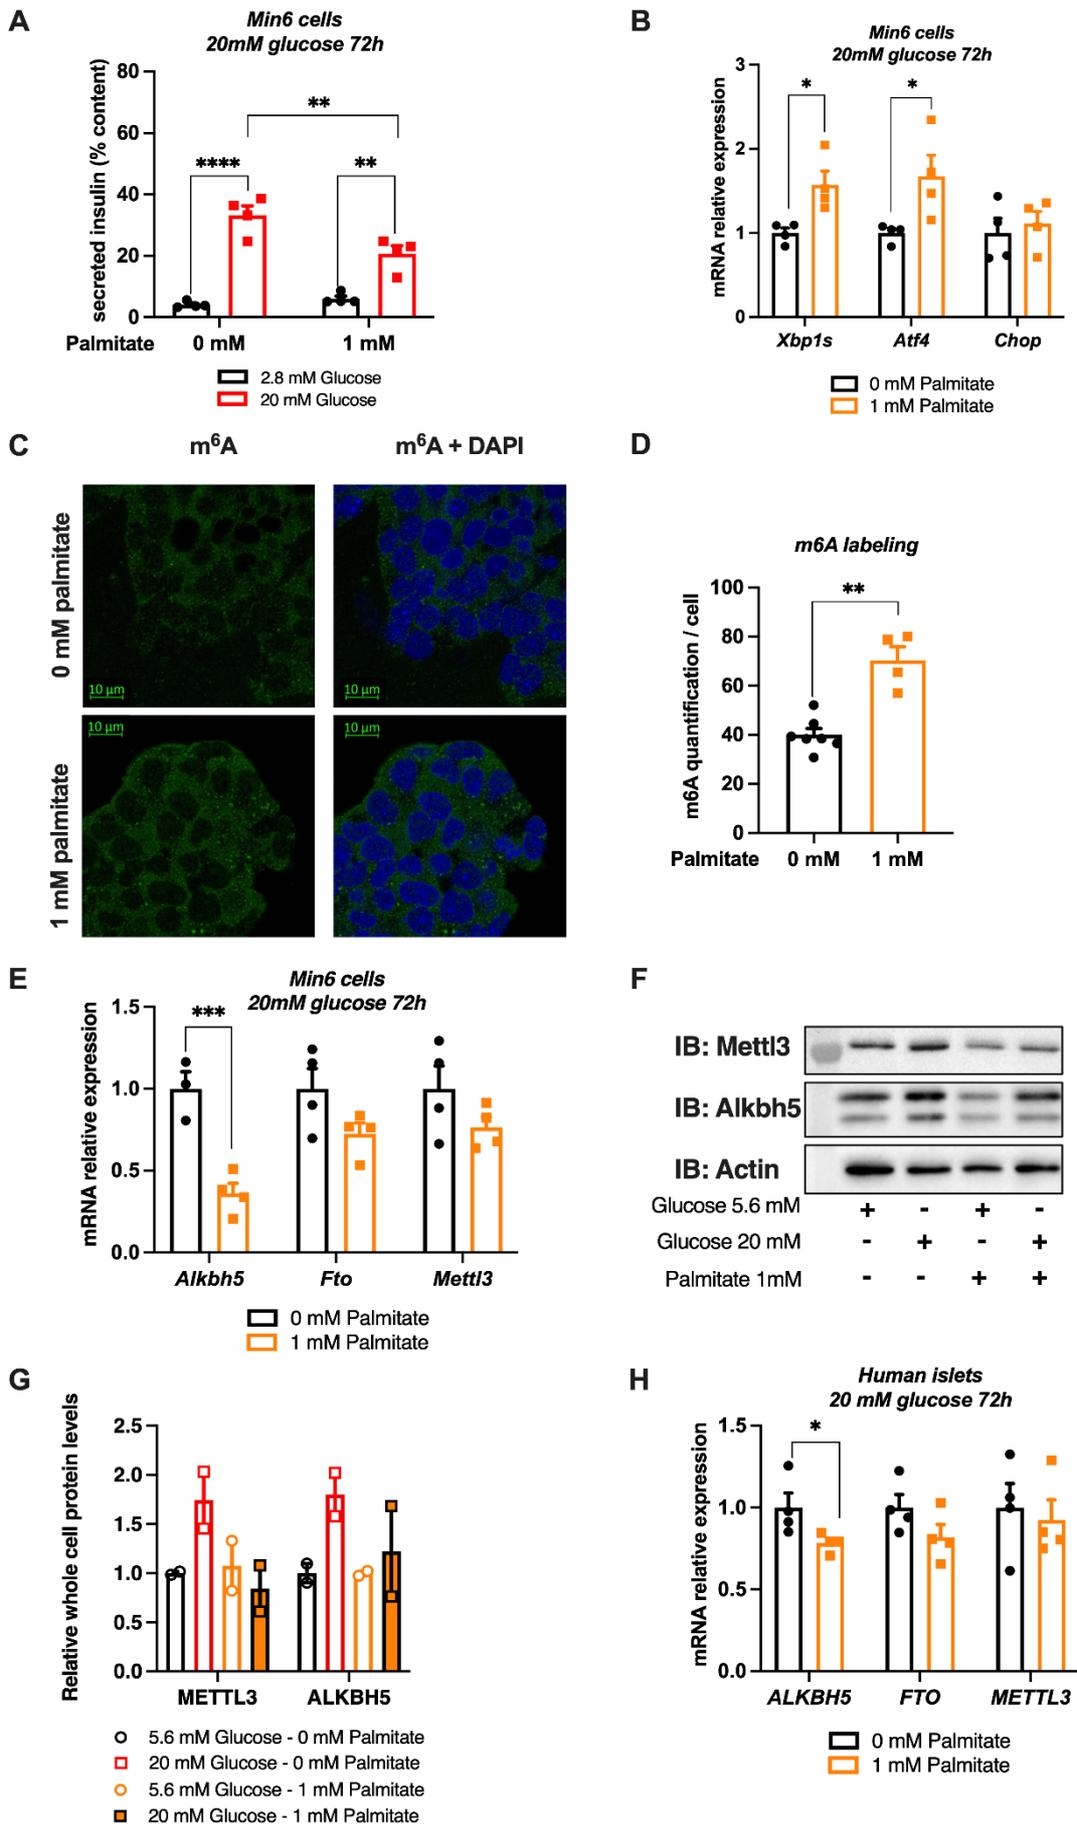 A
Min6 cells
20mM glucose 72h
secreted insulin (% content)
80
60
40
20
0
**
****
**
Palmitate 0 mM 1 mM
2.8 mM Glucose
20 mM Glucose
B
Min6 cells
20mM glucose 72h
mRNA relative expression
3
2
1
0
*
*
Xbp1s Atf4 Chop
0 mM Palmitate
1 mM Palmitate
C
m6A m6A + DAPI
0 mM palmitate
10 µm 10 µm
1 mM palmitate
10 µm 10 µm
D
m6A labeling
m6A quantification / cell
100
80
60
40
20
0
**
Palmitate 0 mM 1 mM
E
Min6 cells
20mM glucose 72h
mRNA relative expression
1.5
1.0
0.5
0.0
***
Alkbh5 Fto Mettl3
0 mM Palmitate
1 mM Palmitate
F
IB: Mettl3
IB: Alkbh5
IB: Actin
Glucose 5.6 mM + - + -
Glucose 20 mM - + - +
Palmitate 1mM - - + +
G
Relative whole cell protein levels
2.5
2.0
1.5
1.0
0.5
0.0
METTL3 ALKBH5
5.6 mM Glucose - 0 mM Palmitate
20 mM Glucose - 0 mM Palmitate
5.6 mM Glucose - 1 mM Palmitate
20 mM Glucose - 1 mM Palmitate
H
Human islets
20 mM glucose 72h
mRNA relative expression
1.5
1.0
0.5
0.0
*
ALKBH5 FTO METTL3
0 mM Palmitate
1 mM Palmitate